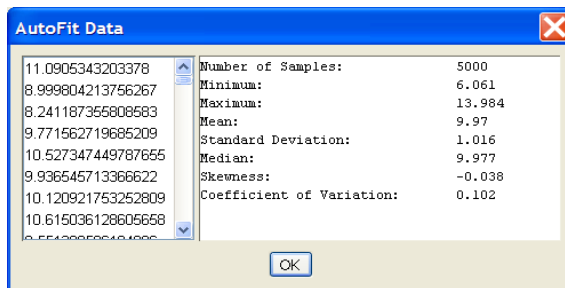 AutoFit Data
11.0905343203378
8.999804213756267
8.241187355808583
9.771562719685209
10.527347449787655
9.936545713366622
10.120921753252809
10.615036128605658
Number of Samples: 5000
Minimum: 6.061
Maximum: 13.984
Mean: 9.97
Standard Deviation: 1.016
Median: 9.977
Skewness: -0.038
Coefficient of Variation: 0.102
OK